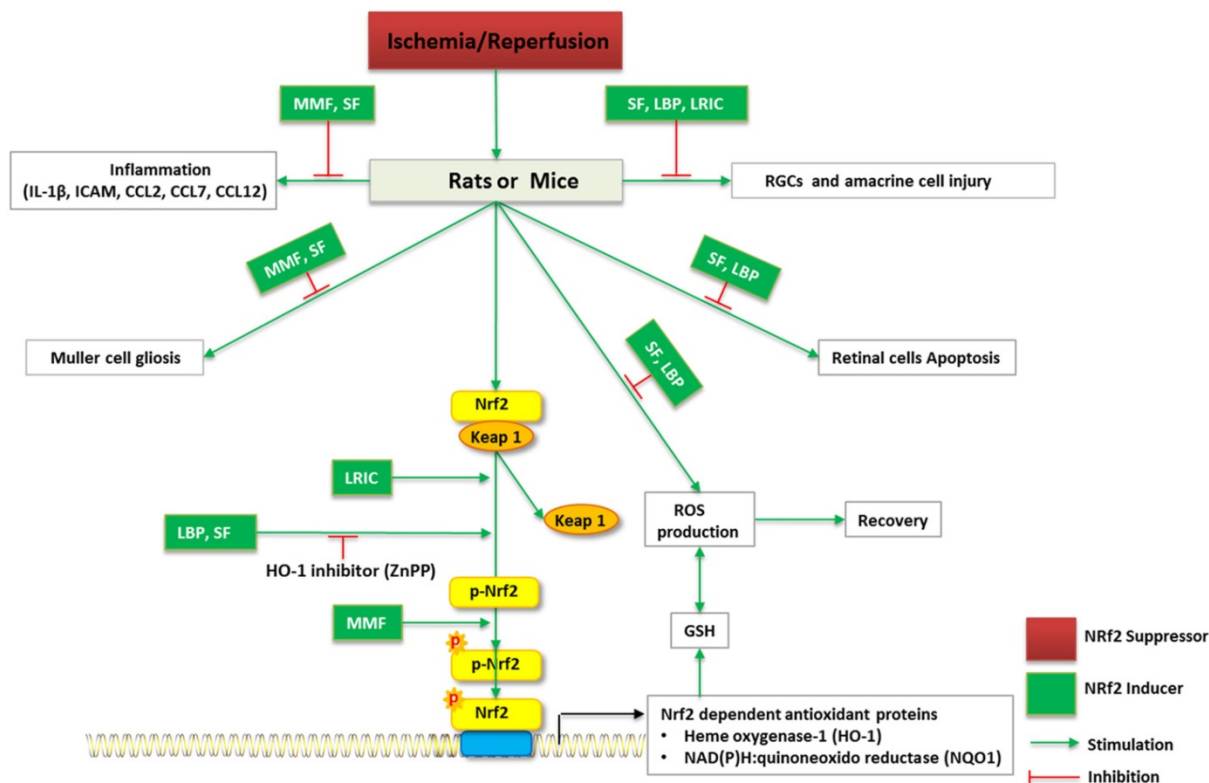 Ischemia/Reperfusion
MMF, SF
SF, LBP, LRIC
Inflammation
(IL-1β, ICAM, CCL2, CCL7, CCL12)
Rats or Mice
RGCs and amacrine cell injury
MMF, SF
SF, LBP
SF, LBP
Muller cell gliosis
Retinal cells Apoptosis
Nrf2
Keap 1
LRIC
Keap 1
ROS
production
Recovery
LBP, SF
HO-1 inhibitor (ZnPP)
p-Nrf2
MMF
GSH
p
p-Nrf2
p
Nrf2
Nrf2 dependent antioxidant proteins
• Heme oxygenase-1 (HO-1)
• NAD(P)H:quinoneoxido reductase (NQO1)
NRf2 Suppressor
NRf2 Inducer
Stimulation
Inhibition